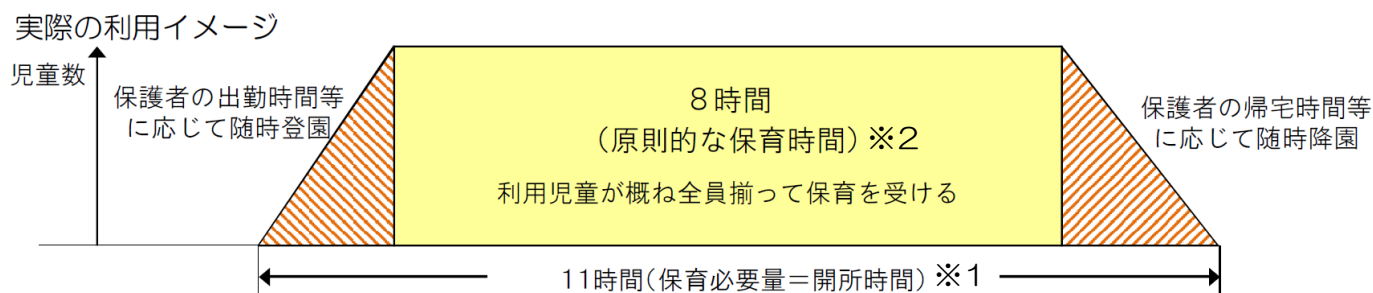 実際の利用イメージ
児童数
保護者の出勤時間等
に応じて随時登園
８時間
（原則的な保育時間）※2
利用児童が概ね全員揃って保育を受ける
保護者の帰宅時間等
に応じて随時降園
11時間（保育必要量＝開所時間）※1